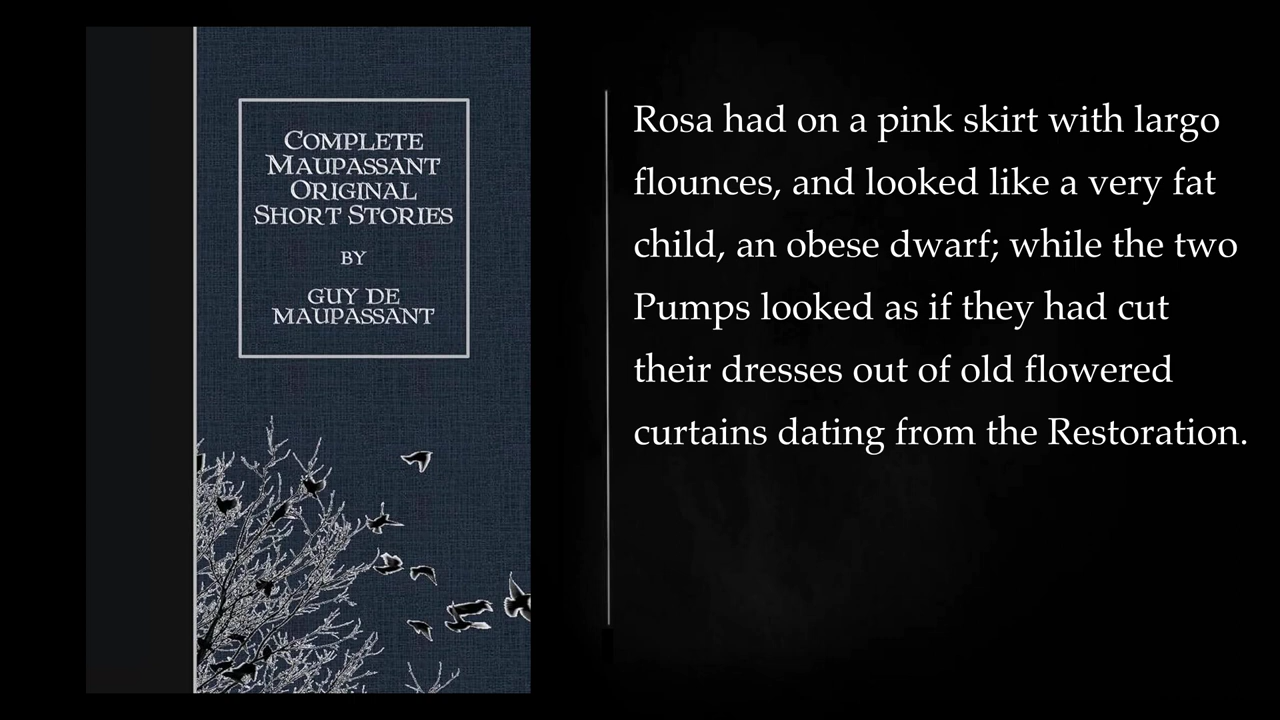 COMPLETE
MAUPASSANT
ORIGINAL
SHORT STORIES
BY
GUY DE
MAUPASSANT
Rosa had on a pink skirt with largo
flounces, and looked like a very fat
child, an obese dwarf; while the two
Pumps looked as if they had cut
their dresses out of old flowered
curtains dating from the Restoration.